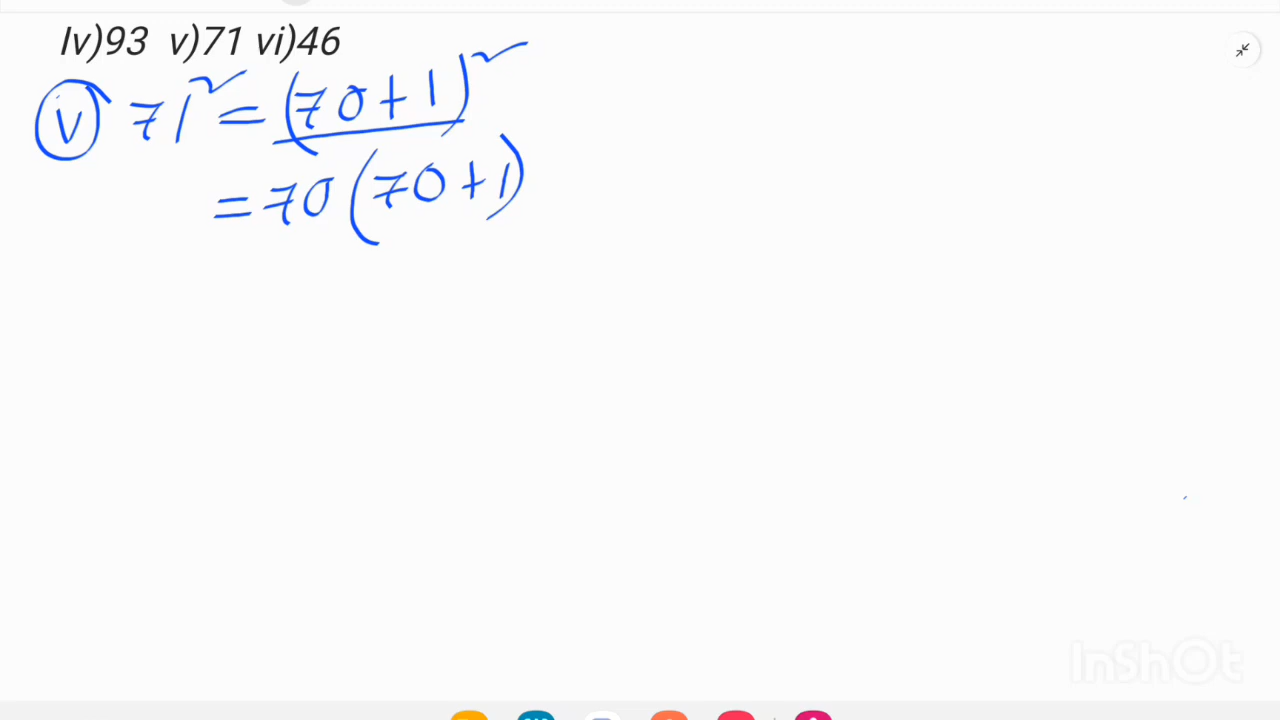 Iv)93 v)71 vi)46
(v) 71² = (70+1)²
= 70(70+1)
InShOt